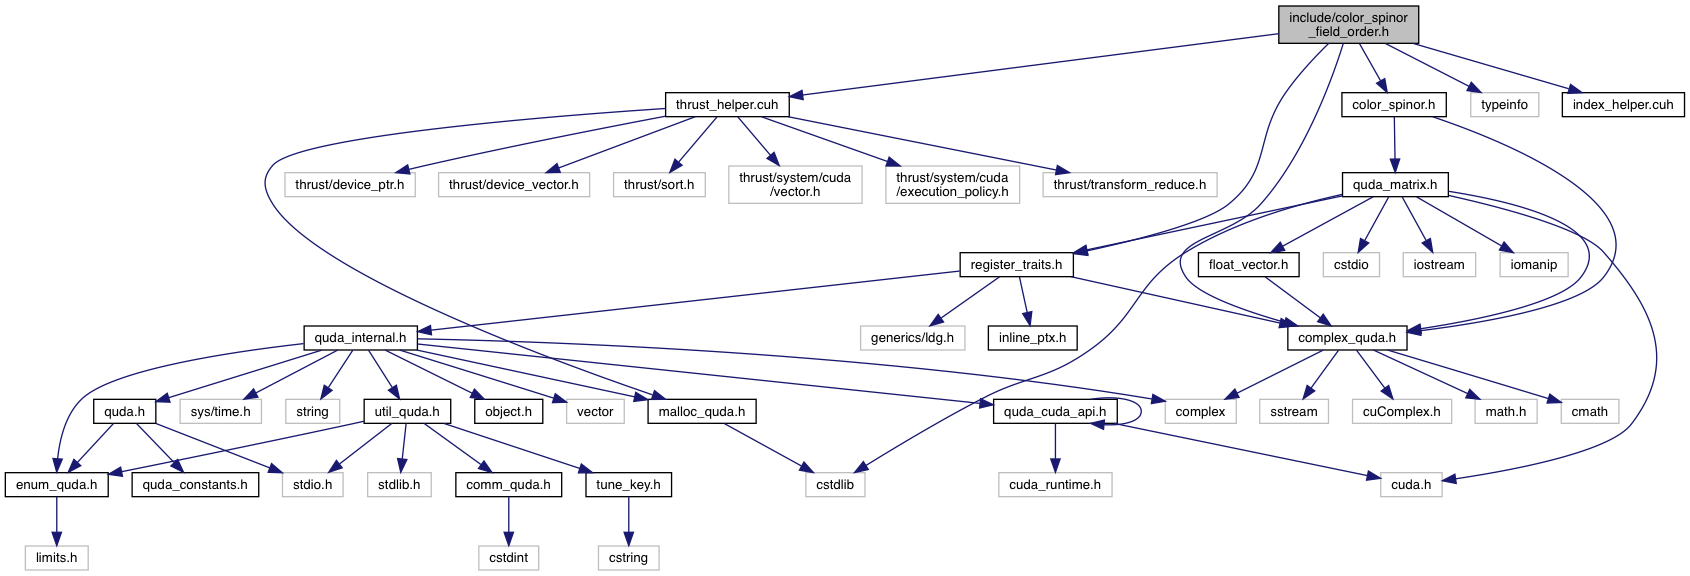 include/color_spinor
_field_order.h
thrust_helper.cuh
color_spinor.h
typeinfo
index_helper.cuh
thrust/device_ptr.h
thrust/device_vector.h
thrust/sort.h
thrust/system/cuda
/vector.h
thrust/system/cuda
/execution_policy.h
thrust/transform_reduce.h
quda_matrix.h
register_traits.h
float_vector.h
cstdio
iostream
iomanip
quda_internal.h
generics/ldg.h
inline_ptx.h
complex_quda.h
quda.h
sys/time.h
string
util_quda.h
object.h
vector
malloc_quda.h
quda_cuda_api.h
complex
sstream
cuComplex.h
math.h
cmath
enum_quda.h
quda_constants.h
stdio.h
stdlib.h
comm_quda.h
tune_key.h
cstdlib
cuda_runtime.h
cuda.h
limits.h
cstdint
cstring